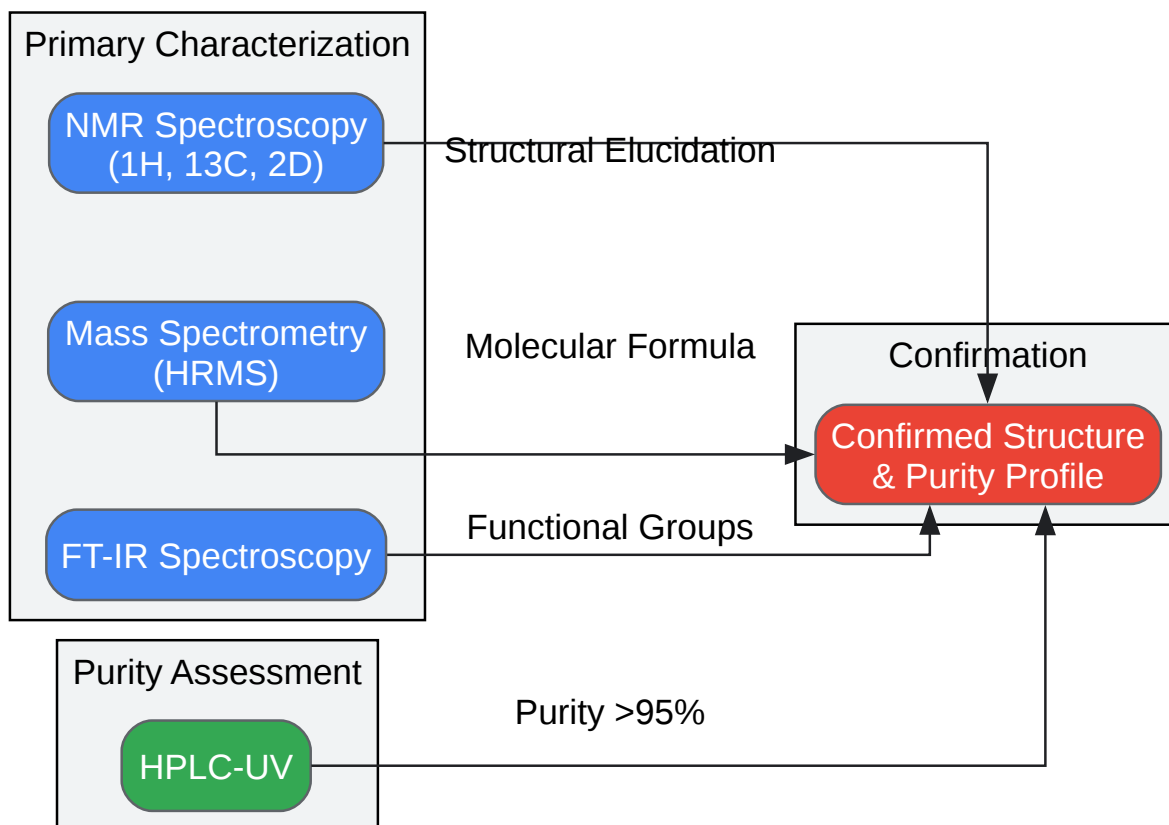 Primary Characterization
NMR Spectroscopy
(1H, 13C, 2D)
Structural Elucidation
Mass Spectrometry
(HRMS)
Molecular Formula
Confirmation
Confirmed Structure
& Purity Profile
FT-IR Spectroscopy
Functional Groups
Purity Assessment
HPLC-UV
Purity >95%